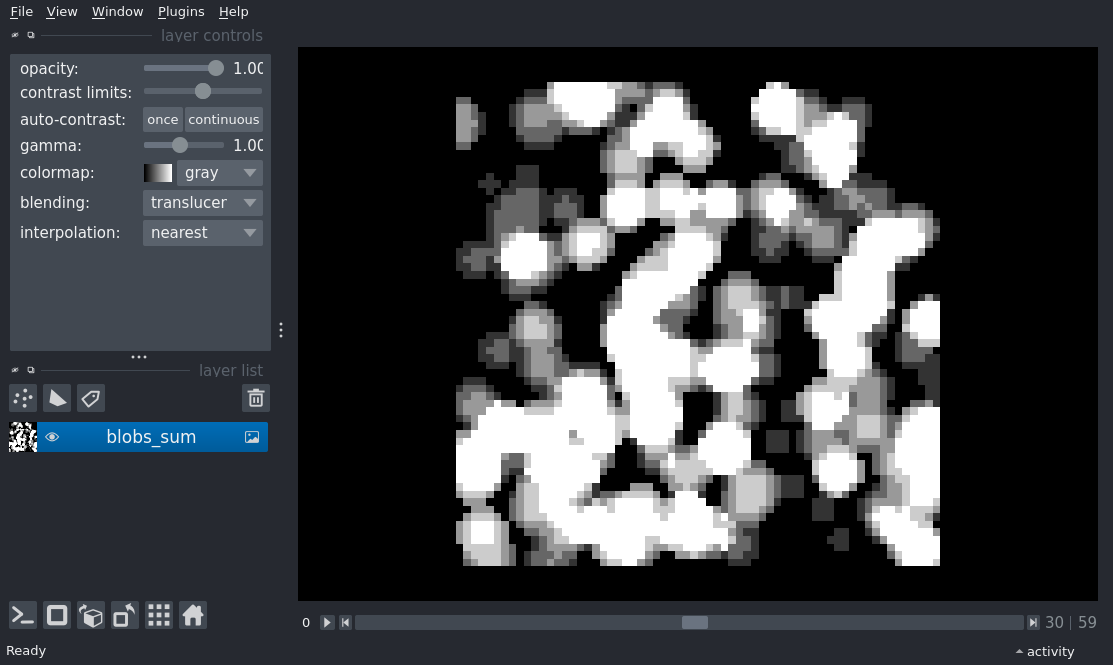 File View Window Plugins Help
layer controls
opacity: 1.00
contrast limits:
auto-contrast: once continuous
gamma: 1.00
colormap: gray
blending: translucer
interpolation: nearest
layer list
blobs_sum
0 30 | 59
Ready activity